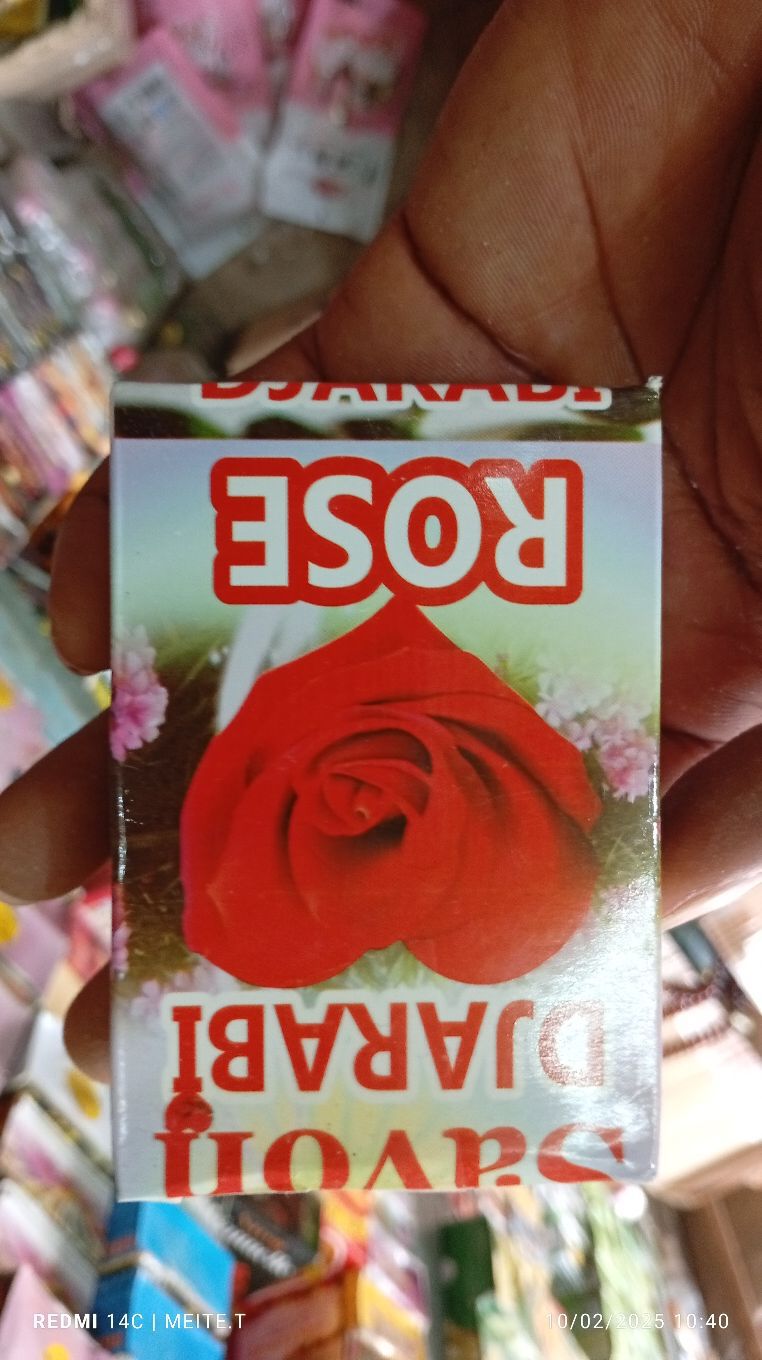 Savon
DJARABI
ROSE
DJARABI
REDMI 14C | MEITE.T
10/02/2025 10:40